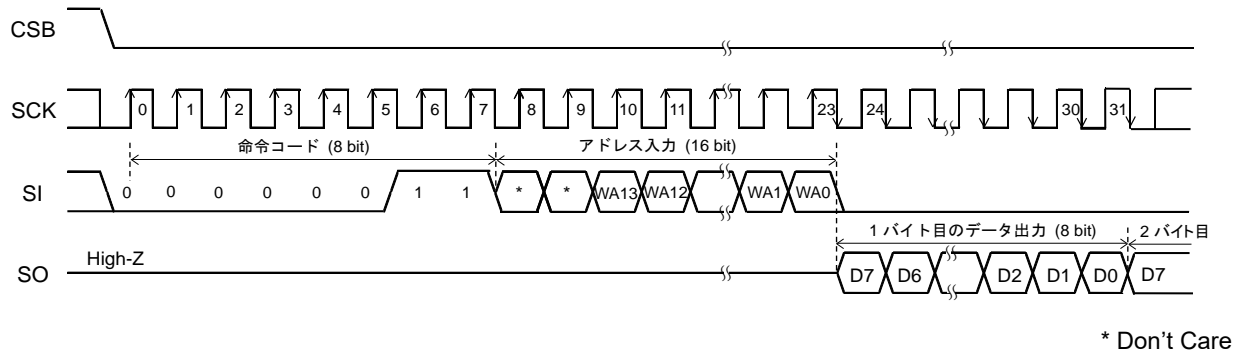 CSB
SCK 0 1 2 3 4 5 6 7 8 9 10 11 23 24 30 31
命令コード (8 bit) アドレス入力 (16 bit)
SI 0 0 0 0 0 0 1 1 * * WA13 WA12 WA1 WA0
1 バイト目のデータ出力 (8 bit) 2 バイト目
High-Z
SO D7 D6 D2 D1 D0 D7
* Don't Care